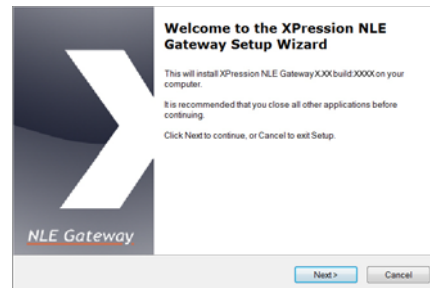 Welcome to the XPression NLE
Gateway Setup Wizard
This will install XPression NLE Gateway X.XX build:XXXX on your
computer.
It is recommended that you close all other applications before
continuing.
Click Next to continue, or Cancel to exit Setup.
NLE Gateway
Next >
Cancel